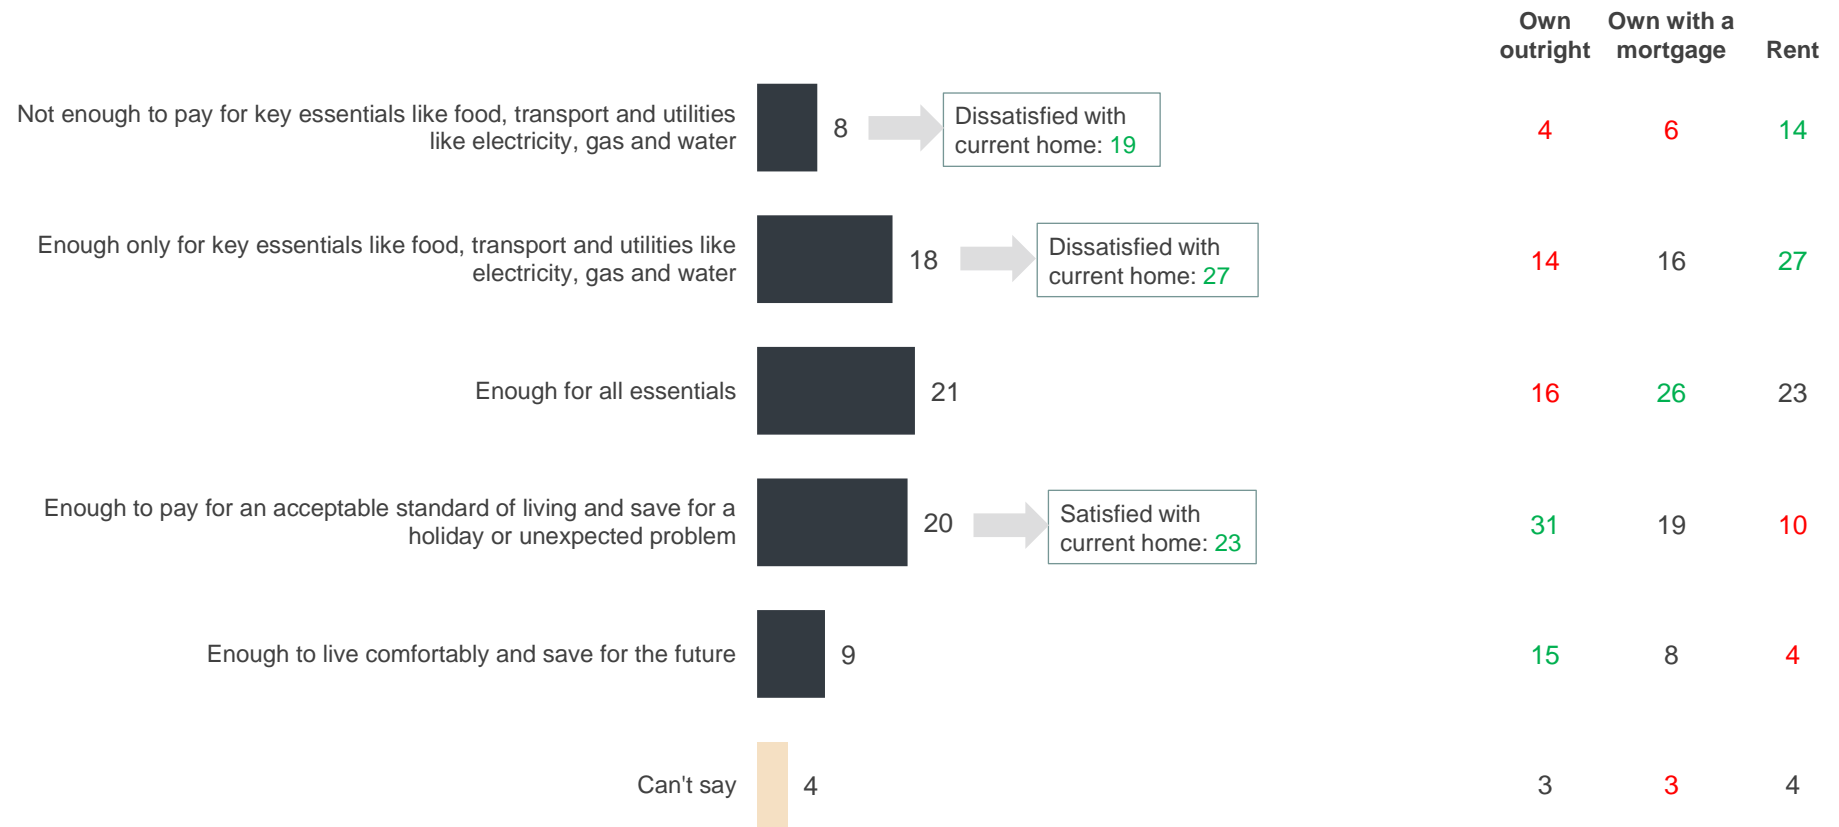 Own outright
Own with a mortgage
Rent
Not enough to pay for key essentials like food, transport and utilities
like electricity, gas and water
8
Dissatisfied with
current home: 19
4
6
14
Enough only for key essentials like food, transport and utilities like
electricity, gas and water
18
Dissatisfied with
current home: 27
14
16
27
Enough for all essentials
21
16
26
23
Enough to pay for an acceptable standard of living and save for a
holiday or unexpected problem
20
Satisfied with
current home: 23
31
19
10
Enough to live comfortably and save for the future
9
15
8
4
Can't say
4
3
3
4